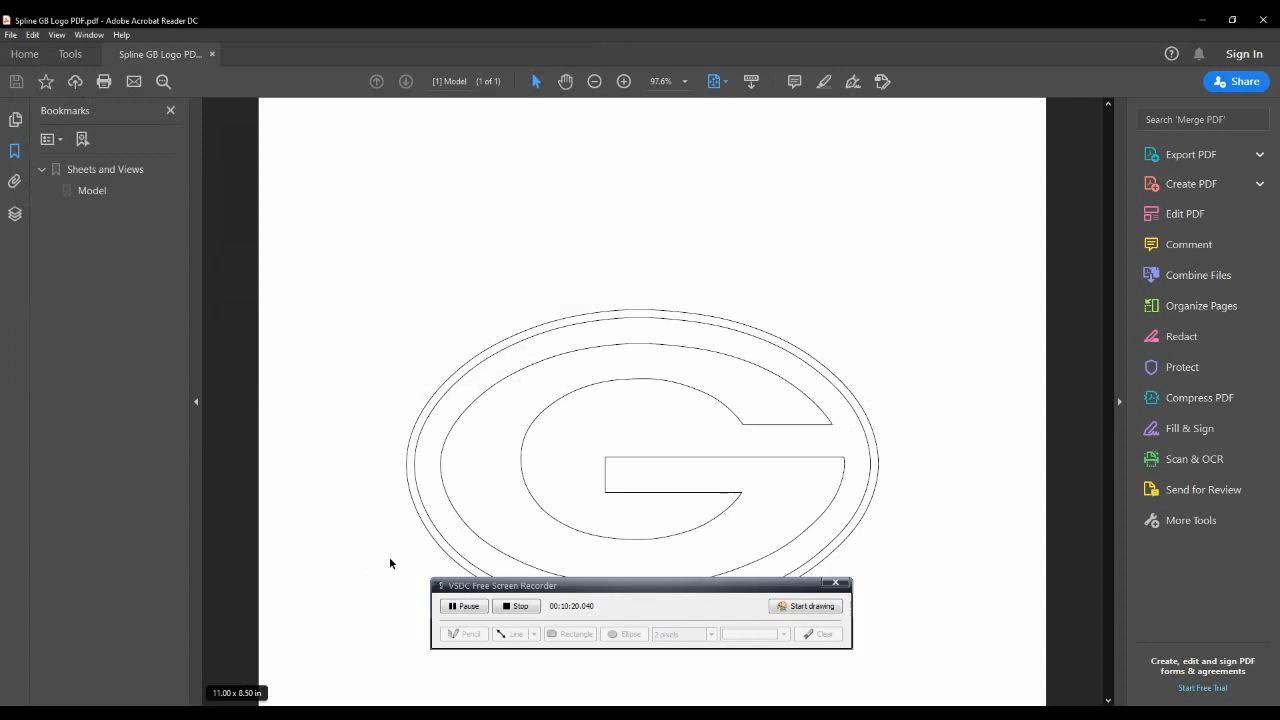 Spline GB Logo PDF.pdf - Adobe Acrobat Reader DC
File Edit View Window Help
Home Tools Spline GB Logo PD... × Sign In
[1] Model (1 of 1) 97.6% Share
Bookmarks
Sheets and Views
Model
Search 'Merge PDF'
Export PDF
Create PDF
Edit PDF
Comment
Combine Files
Organize Pages
Redact
Protect
Compress PDF
Fill & Sign
Scan & OCR
Send for Review
More Tools
VSDC Free Screen Recorder
Pause Stop 00:10:20.040 Start drawing
Pencil Line Rectangle Ellipse 2 pixels Clear
Create, edit and sign PDF
forms & agreements
Start Free Trial
11.00 x 8.50 in